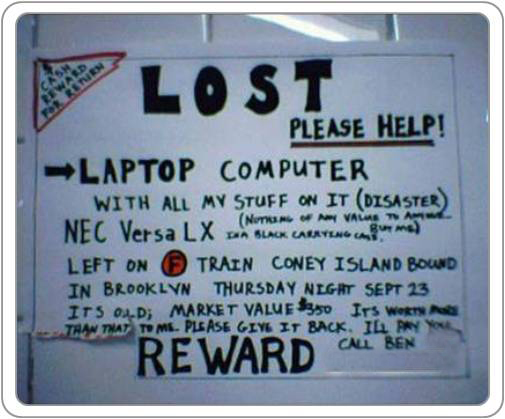 $ CASH
REWARD
FOR RETURN
LOST
PLEASE HELP!
→LAPTOP COMPUTER
WITH ALL MY STUFF ON IT (DISASTER)
(NOTHING OF ANY VALUE TO ANYONE
BUT ME)
NEC Versa LX IN A BLACK CARRYING CASE.
LEFT ON F TRAIN CONEY ISLAND BOUND
IN BROOKLYN THURSDAY NIGHT SEPT 23
ITS OLD; MARKET VALUE $350 ITS WORTH MORE
THAN THAT TO ME. PLEASE GIVE IT BACK. I'LL PAY YOU
REWARD CALL BEN